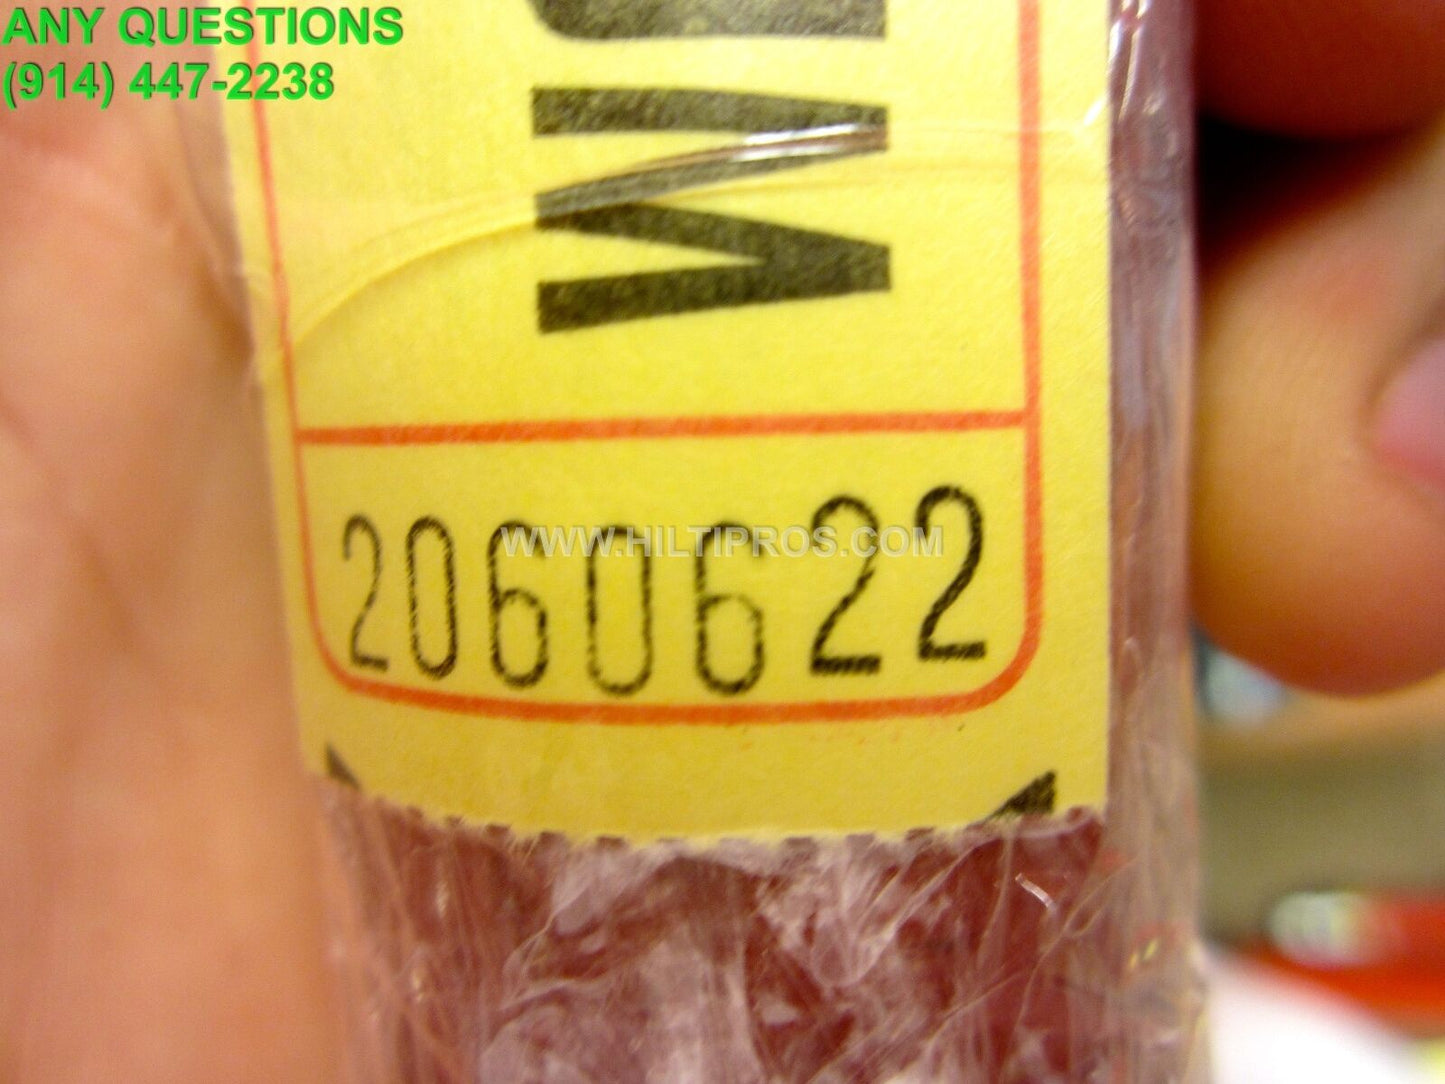 ANY QUESTIONS
(914) 447-2238
2060622
WWW.HILTIPROS.COM